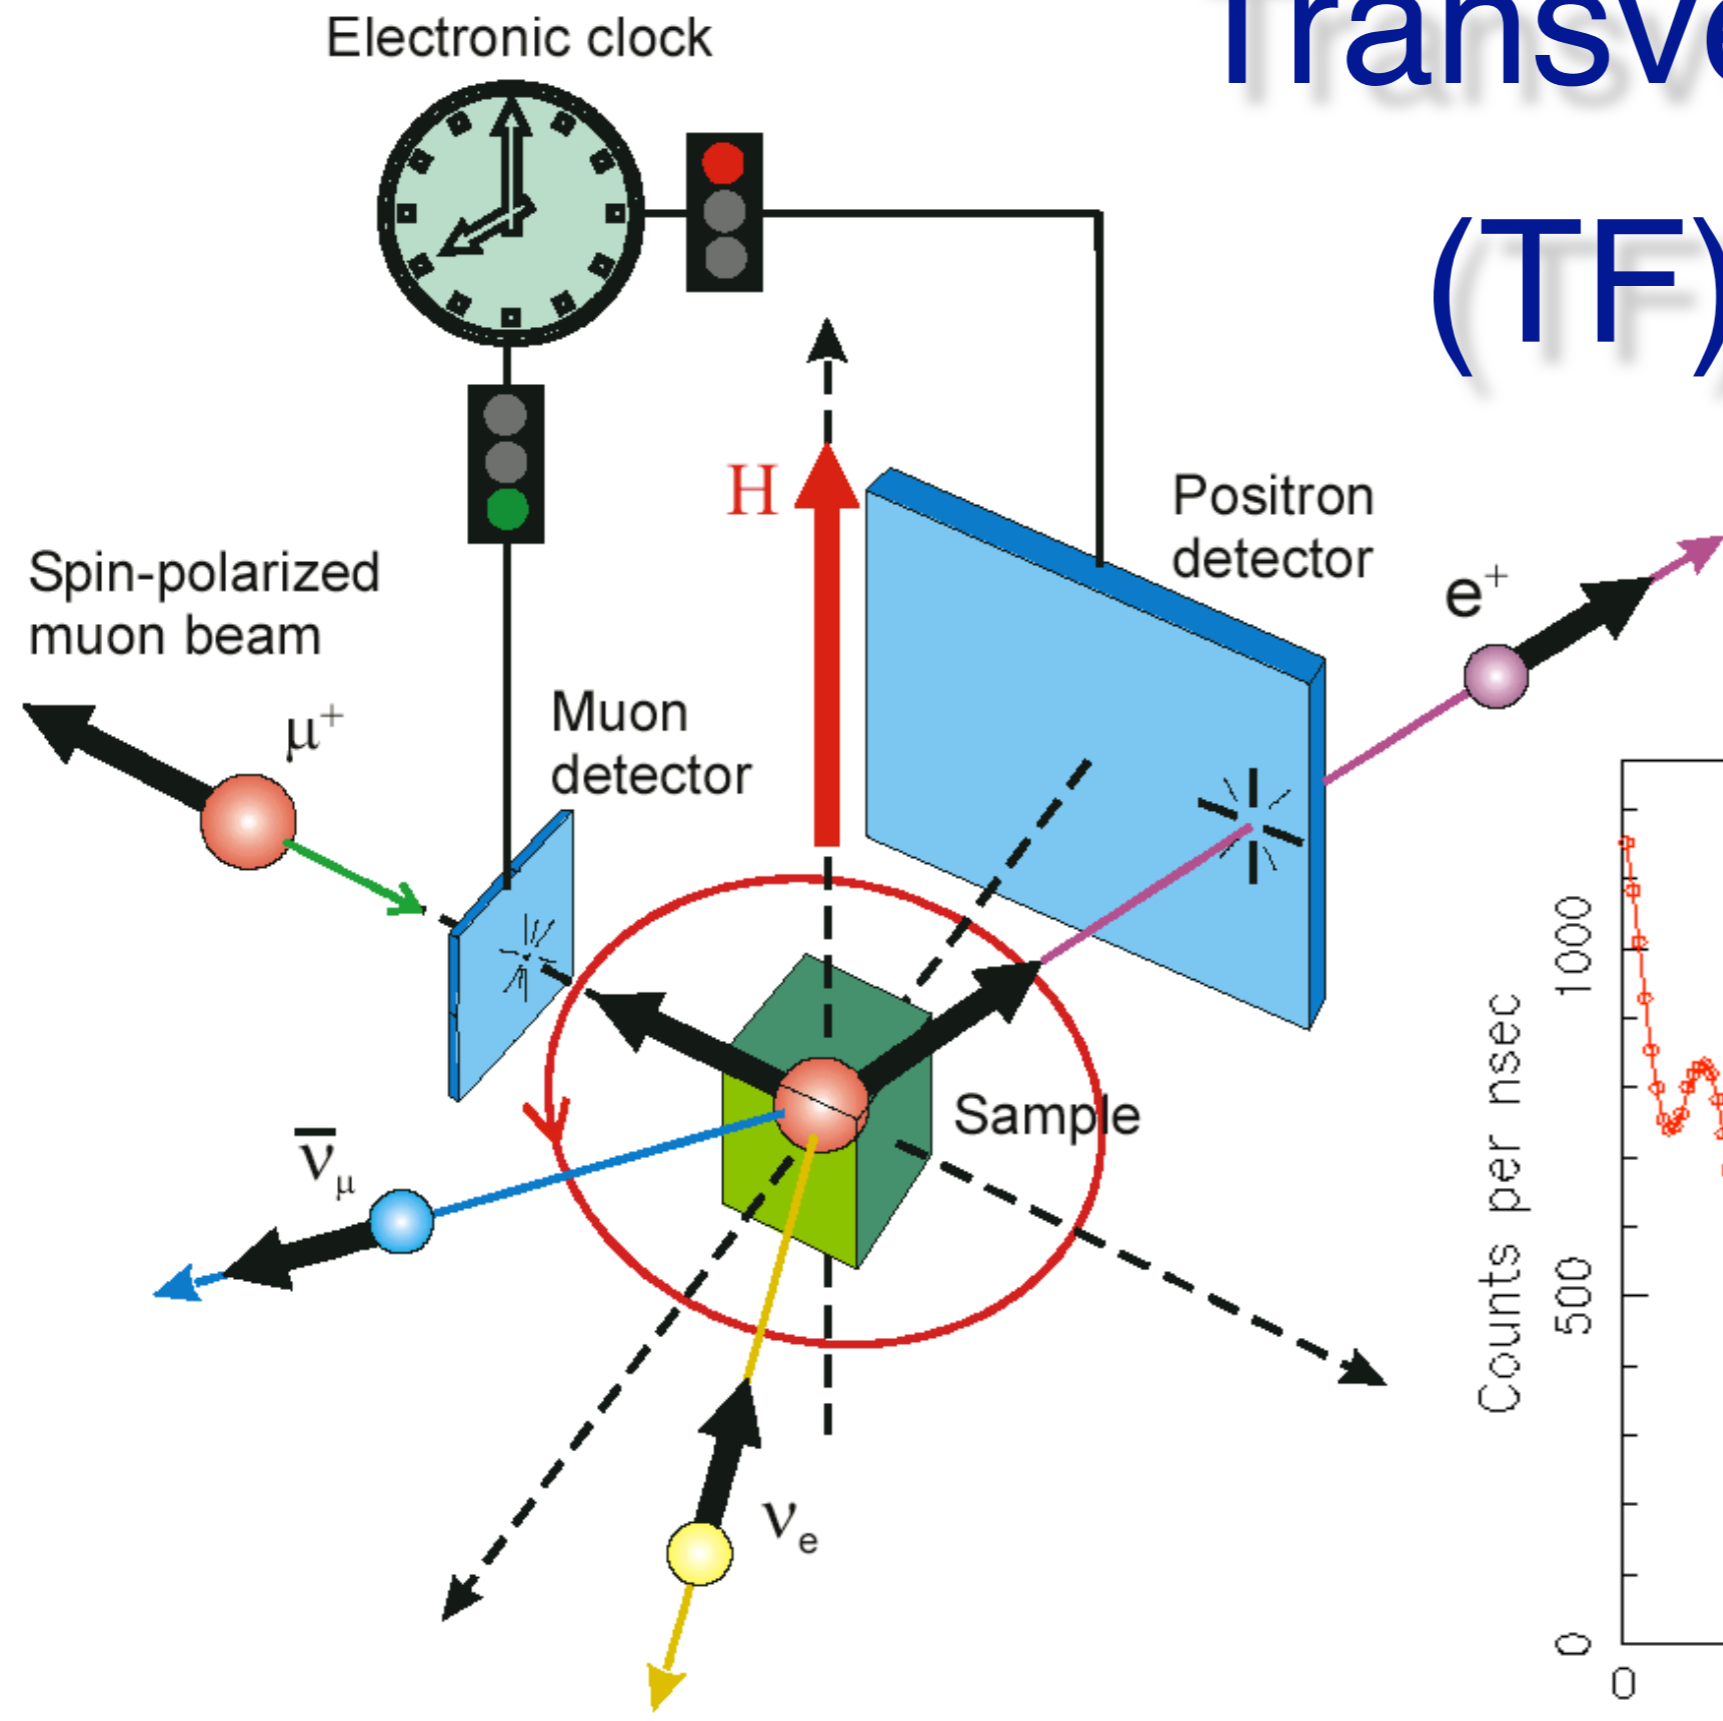 Electronic clock
(TF)
H
Positron
detector
e⁺
Spin-polarized
muon beam
μ⁺
Muon
detector
Sample
ν̅μ
νe
Counts per nsec
1000
500
0
0